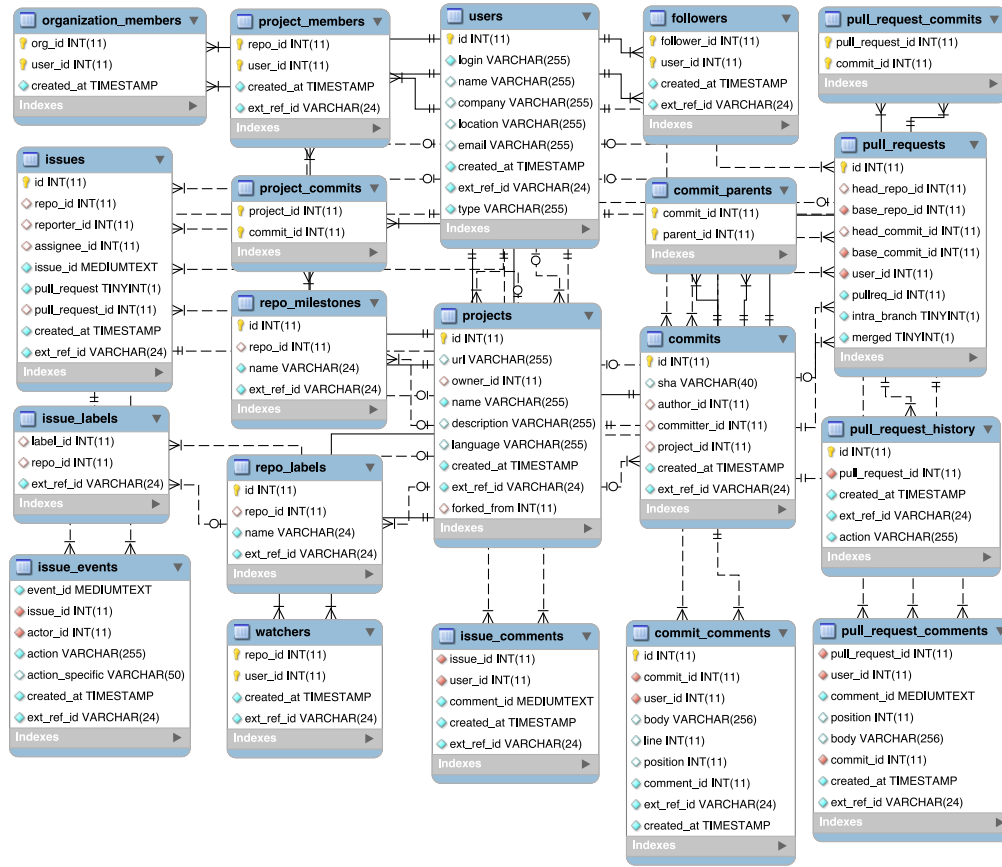 organization_members
org_id INT(11)
user_id INT(11)
created_at TIMESTAMP
Indexes
project_members
repo_id INT(11)
user_id INT(11)
created_at TIMESTAMP
ext_ref_id VARCHAR(24)
Indexes
users
id INT(11)
login VARCHAR(255)
name VARCHAR(255)
company VARCHAR(255)
location VARCHAR(255)
email VARCHAR(255)
created_at TIMESTAMP
ext_ref_id VARCHAR(24)
type VARCHAR(255)
Indexes
followers
follower_id INT(11)
user_id INT(11)
created_at TIMESTAMP
ext_ref_id VARCHAR(24)
Indexes
pull_request_commits
pull_request_id INT(11)
commit_id INT(11)
Indexes
issues
id INT(11)
repo_id INT(11)
reporter_id INT(11)
assignee_id INT(11)
issue_id MEDIUMTEXT
pull_request TINYINT(1)
pull_request_id INT(11)
created_at TIMESTAMP
ext_ref_id VARCHAR(24)
Indexes
project_commits
project_id INT(11)
commit_id INT(11)
Indexes
commit_parents
commit_id INT(11)
parent_id INT(11)
Indexes
pull_requests
id INT(11)
head_repo_id INT(11)
base_repo_id INT(11)
head_commit_id INT(11)
base_commit_id INT(11)
user_id INT(11)
pullreq_id INT(11)
intra_branch TINYINT(1)
merged TINYINT(1)
Indexes
repo_milestones
id INT(11)
repo_id INT(11)
name VARCHAR(24)
ext_ref_id VARCHAR(24)
Indexes
projects
id INT(11)
url VARCHAR(255)
owner_id INT(11)
name VARCHAR(255)
description VARCHAR(255)
language VARCHAR(255)
created_at TIMESTAMP
ext_ref_id VARCHAR(24)
forked_from INT(11)
Indexes
commits
id INT(11)
sha VARCHAR(40)
author_id INT(11)
committer_id INT(11)
project_id INT(11)
created_at TIMESTAMP
ext_ref_id VARCHAR(24)
Indexes
issue_labels
label_id INT(11)
repo_id INT(11)
ext_ref_id VARCHAR(24)
Indexes
repo_labels
id INT(11)
repo_id INT(11)
name VARCHAR(24)
ext_ref_id VARCHAR(24)
Indexes
pull_request_history
id INT(11)
pull_request_id INT(11)
created_at TIMESTAMP
ext_ref_id VARCHAR(24)
action VARCHAR(255)
Indexes
issue_events
event_id MEDIUMTEXT
issue_id INT(11)
actor_id INT(11)
action VARCHAR(255)
action_specific VARCHAR(50)
created_at TIMESTAMP
ext_ref_id VARCHAR(24)
Indexes
watchers
repo_id INT(11)
user_id INT(11)
created_at TIMESTAMP
ext_ref_id VARCHAR(24)
Indexes
issue_comments
issue_id INT(11)
user_id INT(11)
comment_id MEDIUMTEXT
created_at TIMESTAMP
ext_ref_id VARCHAR(24)
Indexes
commit_comments
id INT(11)
commit_id INT(11)
user_id INT(11)
body VARCHAR(256)
line INT(11)
position INT(11)
comment_id INT(11)
ext_ref_id VARCHAR(24)
created_at TIMESTAMP
Indexes
pull_request_comments
pull_request_id INT(11)
user_id INT(11)
comment_id MEDIUMTEXT
position INT(11)
body VARCHAR(256)
commit_id INT(11)
created_at TIMESTAMP
ext_ref_id VARCHAR(24)
Indexes